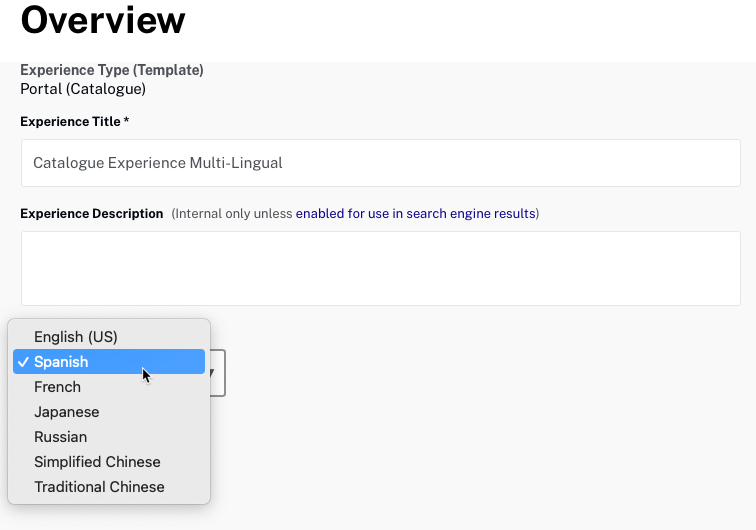 Overview
Experience Type (Template)
Portal (Catalogue)
Experience Title *
Catalogue Experience Multi-Lingual
Experience Description (Internal only unless enabled for use in search engine results)
English (US)
✓ Spanish
French
Japanese
Russian
Simplified Chinese
Traditional Chinese